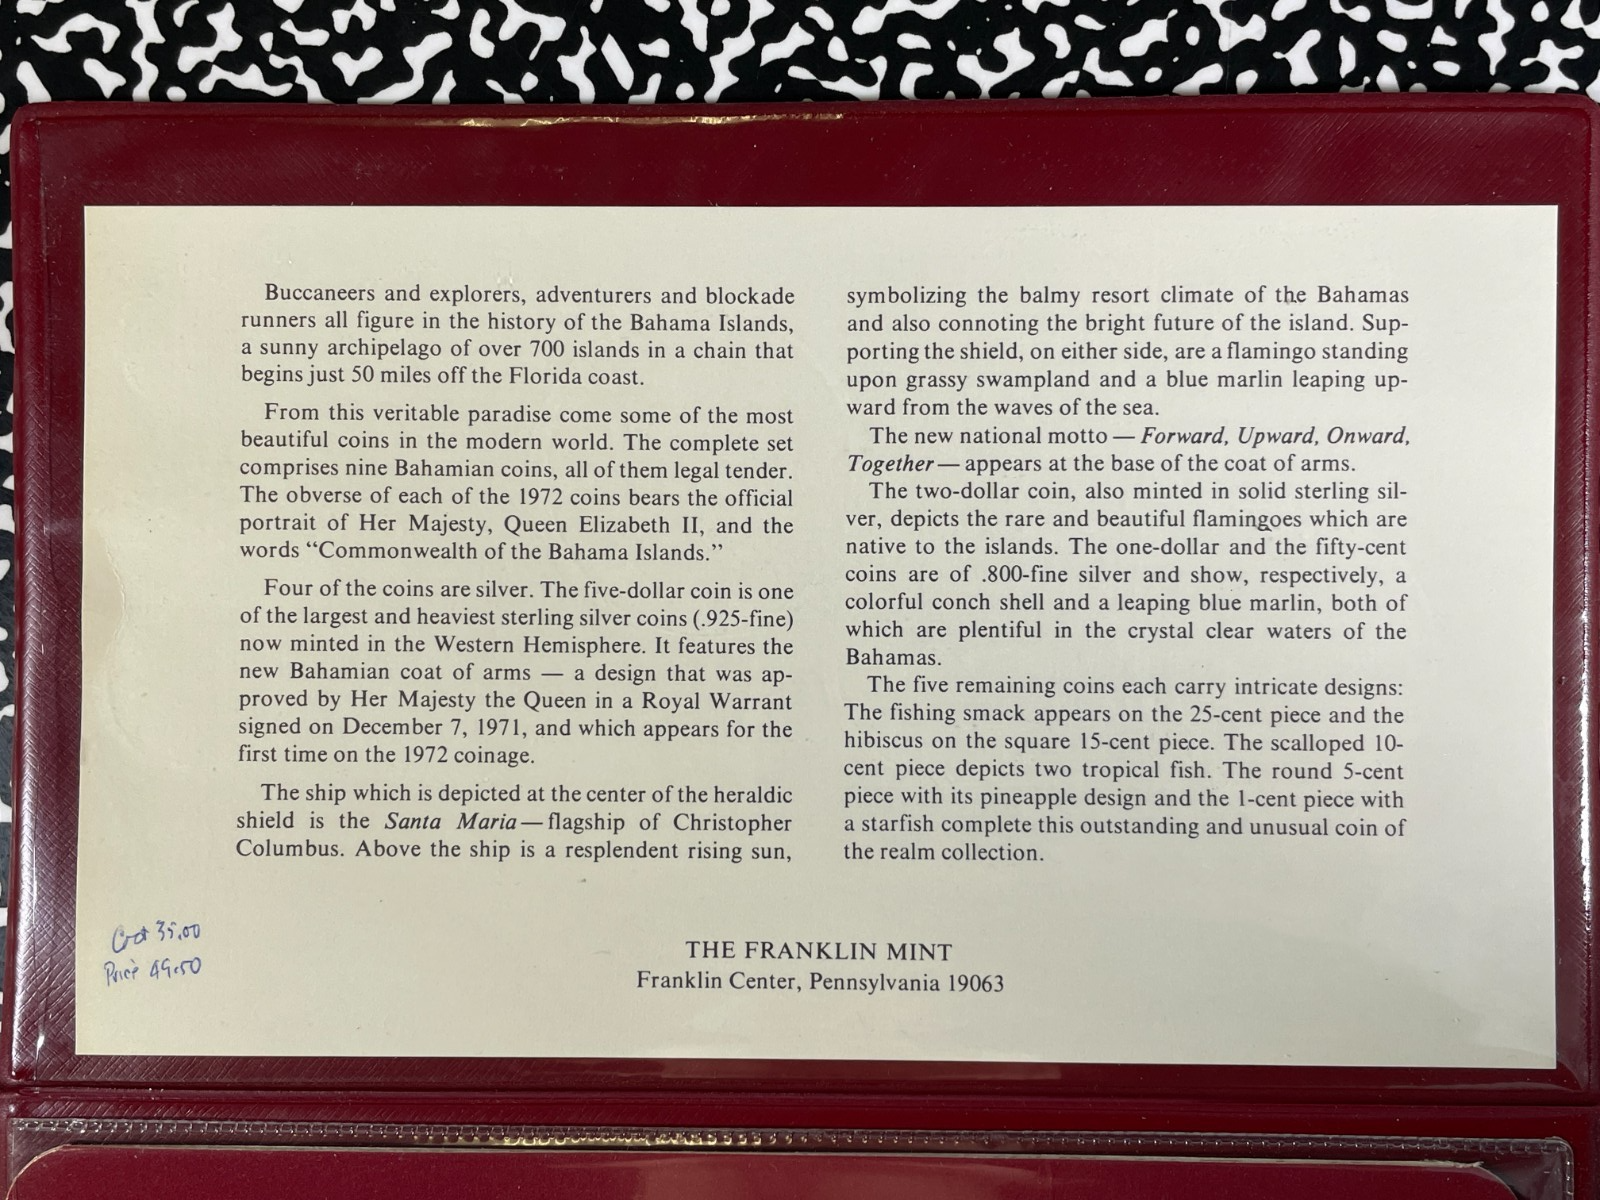 Buccaneers and explorers, adventurers and blockade
runners all figure in the history of the Bahama Islands,
a sunny archipelago of over 700 islands in a chain that
begins just 50 miles off the Florida coast.
From this veritable paradise come some of the most
beautiful coins in the modern world. The complete set
comprises nine Bahamian coins, all of them legal tender.
The obverse of each of the 1972 coins bears the official
portrait of Her Majesty, Queen Elizabeth II, and the
words “Commonwealth of the Bahama Islands.”
Four of the coins are silver. The five-dollar coin is one
of the largest and heaviest sterling silver coins (.925-fine)
now minted in the Western Hemisphere. It features the
new Bahamian coat of arms — a design that was ap-
proved by Her Majesty the Queen in a Royal Warrant
signed on December 7, 1971, and which appears for the
first time on the 1972 coinage.
The ship which is depicted at the center of the heraldic
shield is the Santa Maria—flagship of Christopher
Columbus. Above the ship is a resplendent rising sun,
symbolizing the balmy resort climate of the Bahamas
and also connoting the bright future of the island. Sup-
porting the shield, on either side, are a flamingo standing
upon grassy swampland and a blue marlin leaping up-
ward from the waves of the sea.
The new national motto — Forward, Upward, Onward,
Together — appears at the base of the coat of arms.
The two-dollar coin, also minted in solid sterling sil-
ver, depicts the rare and beautiful flamingoes which are
native to the islands. The one-dollar and the fifty-cent
coins are of .800-fine silver and show, respectively, a
colorful conch shell and a leaping blue marlin, both of
which are plentiful in the crystal clear waters of the
Bahamas.
The five remaining coins each carry intricate designs:
The fishing smack appears on the 25-cent piece and the
hibiscus on the square 15-cent piece. The scalloped 10-
cent piece depicts two tropical fish. The round 5-cent
piece with its pineapple design and the 1-cent piece with
a starfish complete this outstanding and unusual coin of
the realm collection.
Cost 35.00
Price 49.50
THE FRANKLIN MINT
Franklin Center, Pennsylvania 19063